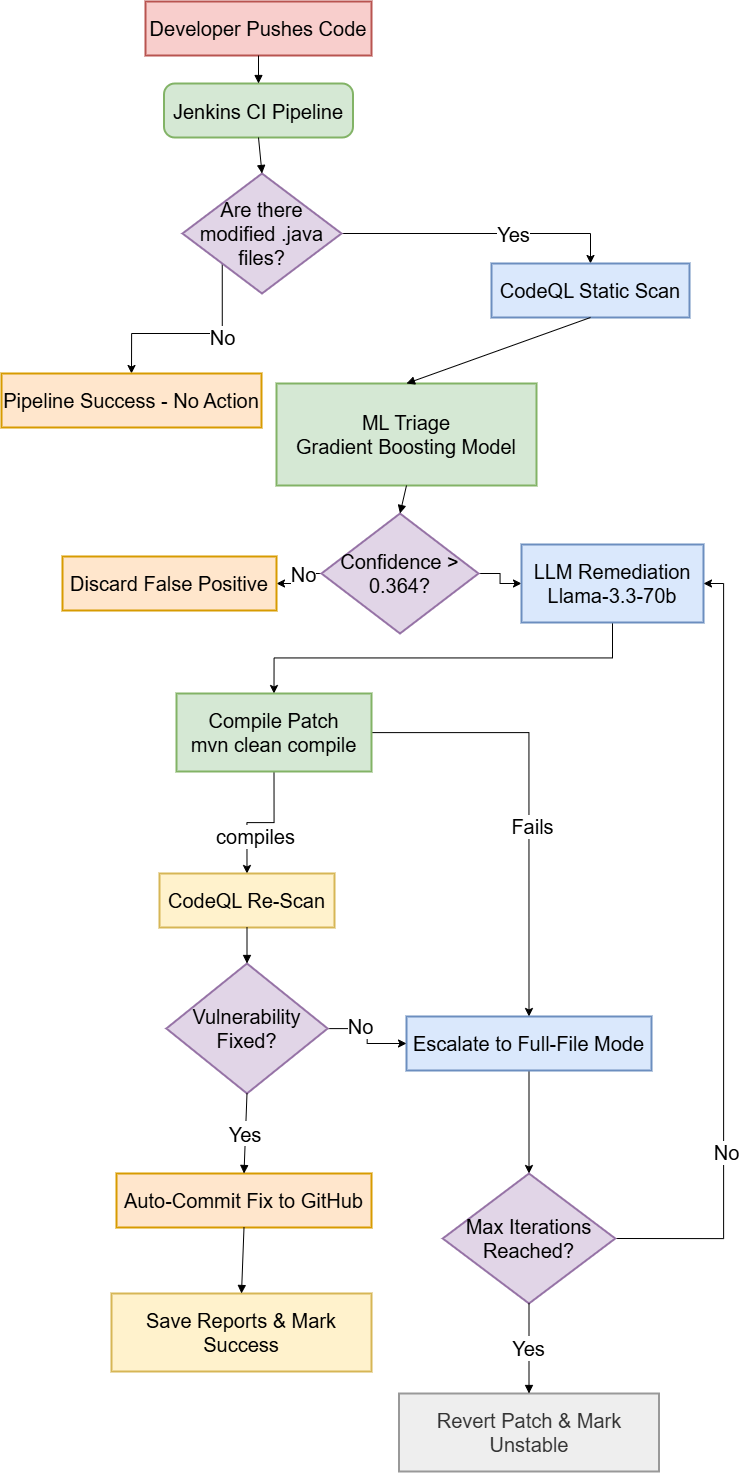 Developer Pushes Code
Jenkins CI Pipeline
Are there
modified .java
files?
Yes
CodeQL Static Scan
No
Pipeline Success - No Action
ML Triage
Gradient Boosting Model
Confidence >
0.364?
No
Discard False Positive
LLM Remediation
Llama-3.3-70b
Compile Patch
mvn clean compile
Fails
compiles
CodeQL Re-Scan
Vulnerability
Fixed?
No
Escalate to Full-File Mode
Yes
No
Auto-Commit Fix to GitHub
Max Iterations
Reached?
Save Reports & Mark
Success
Yes
Revert Patch & Mark
Unstable